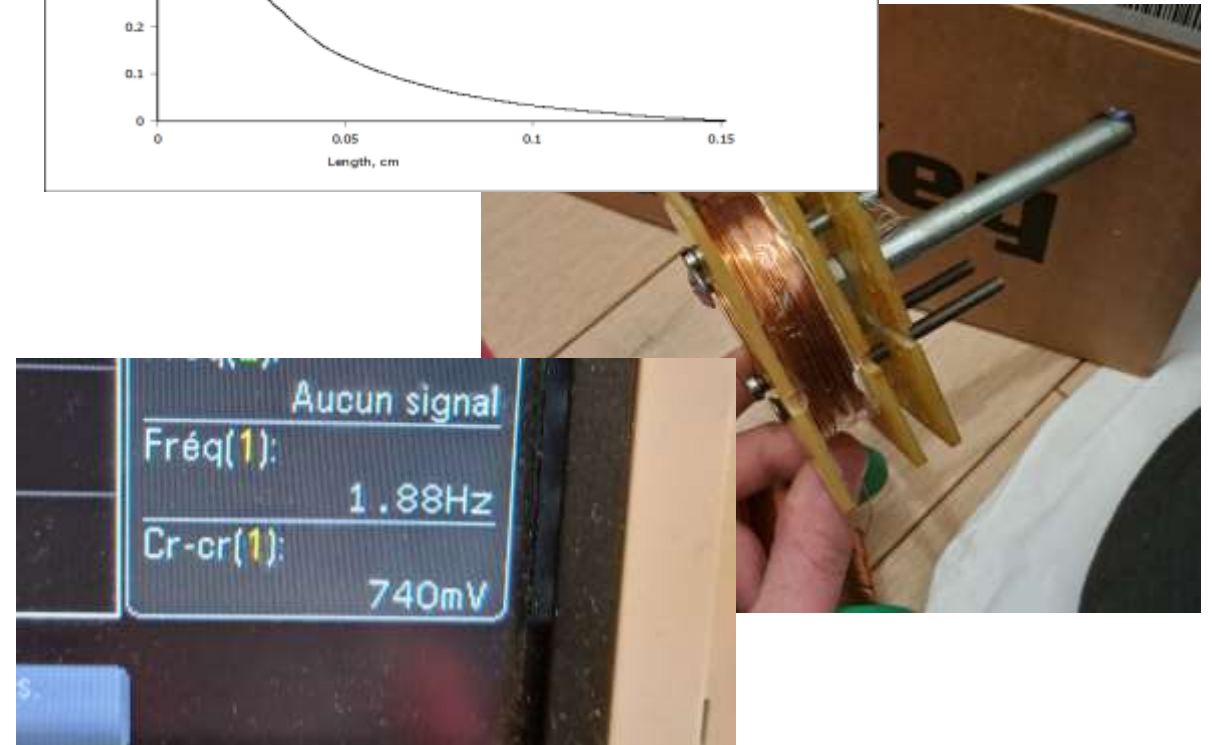 0.2
0.1
0
0
0.05
0.1
0.15
Length, cm
Aucun signal
Fréq(1):
1.88Hz
Cr-cr(1):
740mV
s.